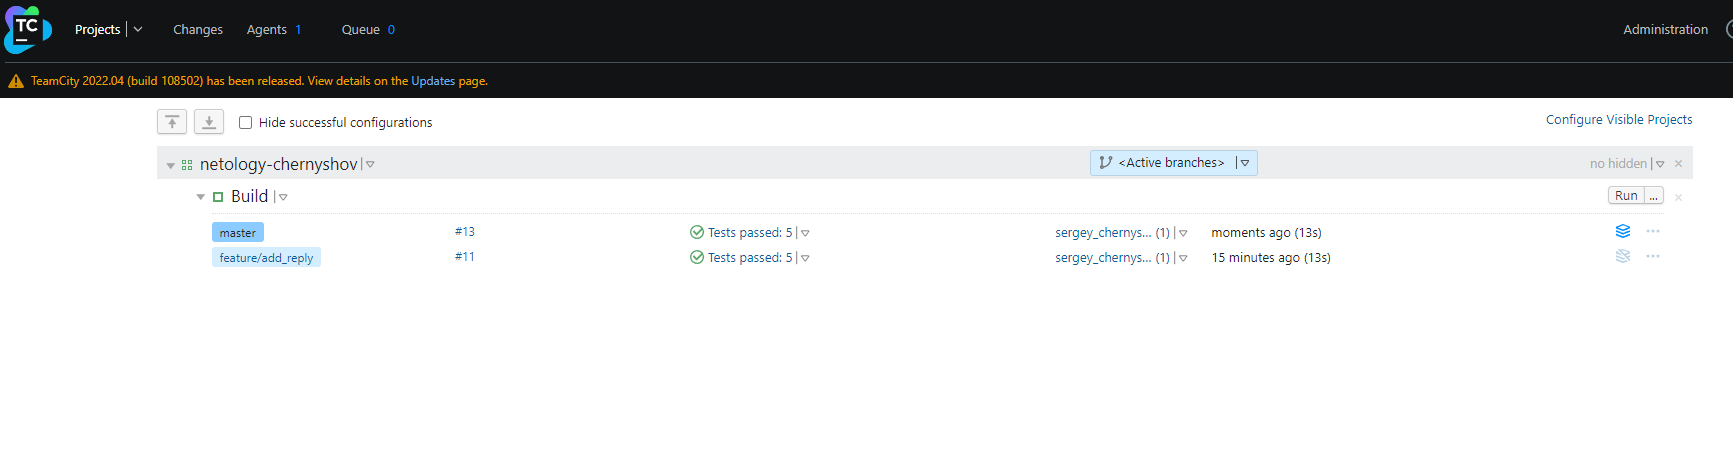 TC Projects Changes Agents 1 Queue 0 Administration
TeamCity 2022.04 (build 108502) has been released. View details on the Updates page.
Hide successful configurations Configure Visible Projects
netology-chernyshov <Active branches> no hidden
Build Run ...
master #13 Tests passed: 5 sergey_chernys... (1) moments ago (13s)
feature/add_reply #11 Tests passed: 5 sergey_chernys... (1) 15 minutes ago (13s)